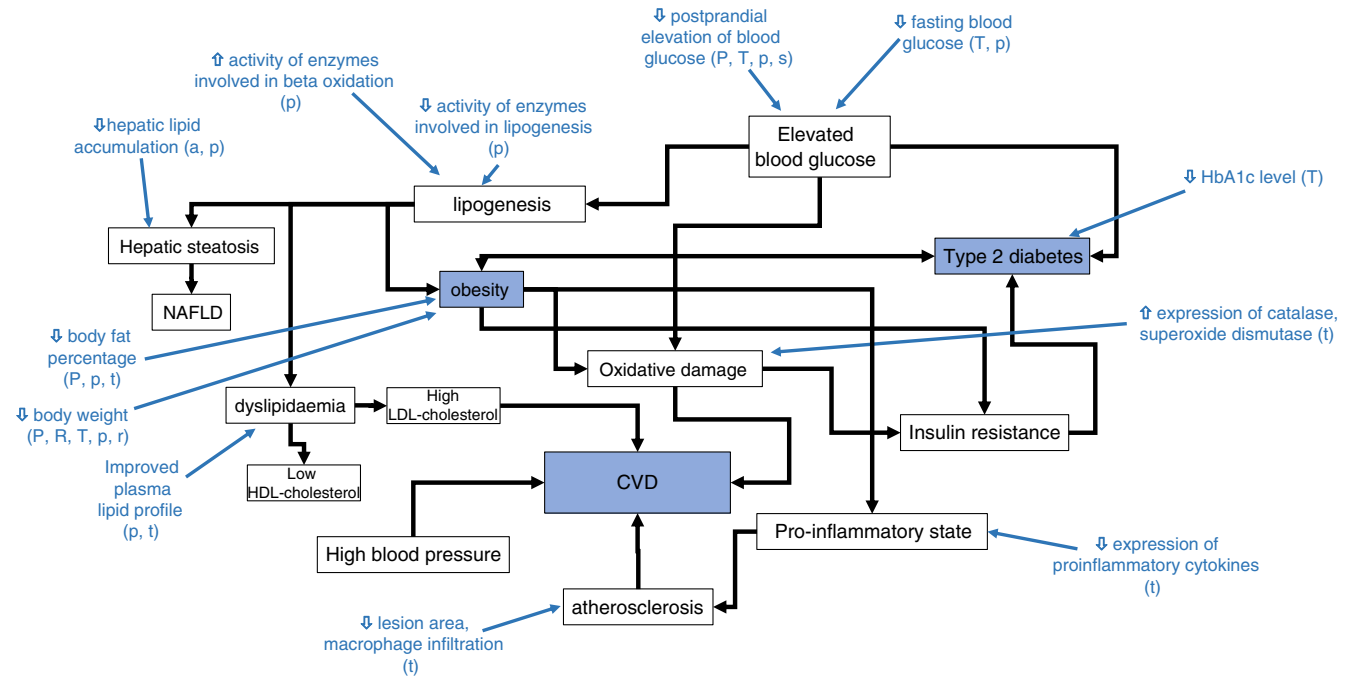 ⇩ postprandial
elevation of blood
glucose (P, T, p, s)
⇩ fasting blood
glucose (T, p)
⇧ activity of enzymes
involved in beta oxidation
(p)
⇩ activity of enzymes
involved in lipogenesis
(p)
⇩hepatic lipid
accumulation (a, p)
Elevated
blood glucose
⇩ HbA1c level (T)
lipogenesis
Hepatic steatosis
Type 2 diabetes
obesity
NAFLD
⇩ body fat
percentage
(P, p, t)
⇧ expression of catalase,
superoxide dismutase (t)
Oxidative damage
⇩ body weight
(P, R, T, p, r)
dyslipidaemia
High
LDL-cholesterol
Insulin resistance
Improved
plasma
lipid profile
(p, t)
Low
HDL-cholesterol
CVD
High blood pressure
Pro-inflammatory state
⇩ expression of
proinflammatory cytokines
(t)
atherosclerosis
⇩ lesion area,
macrophage infiltration
(t)